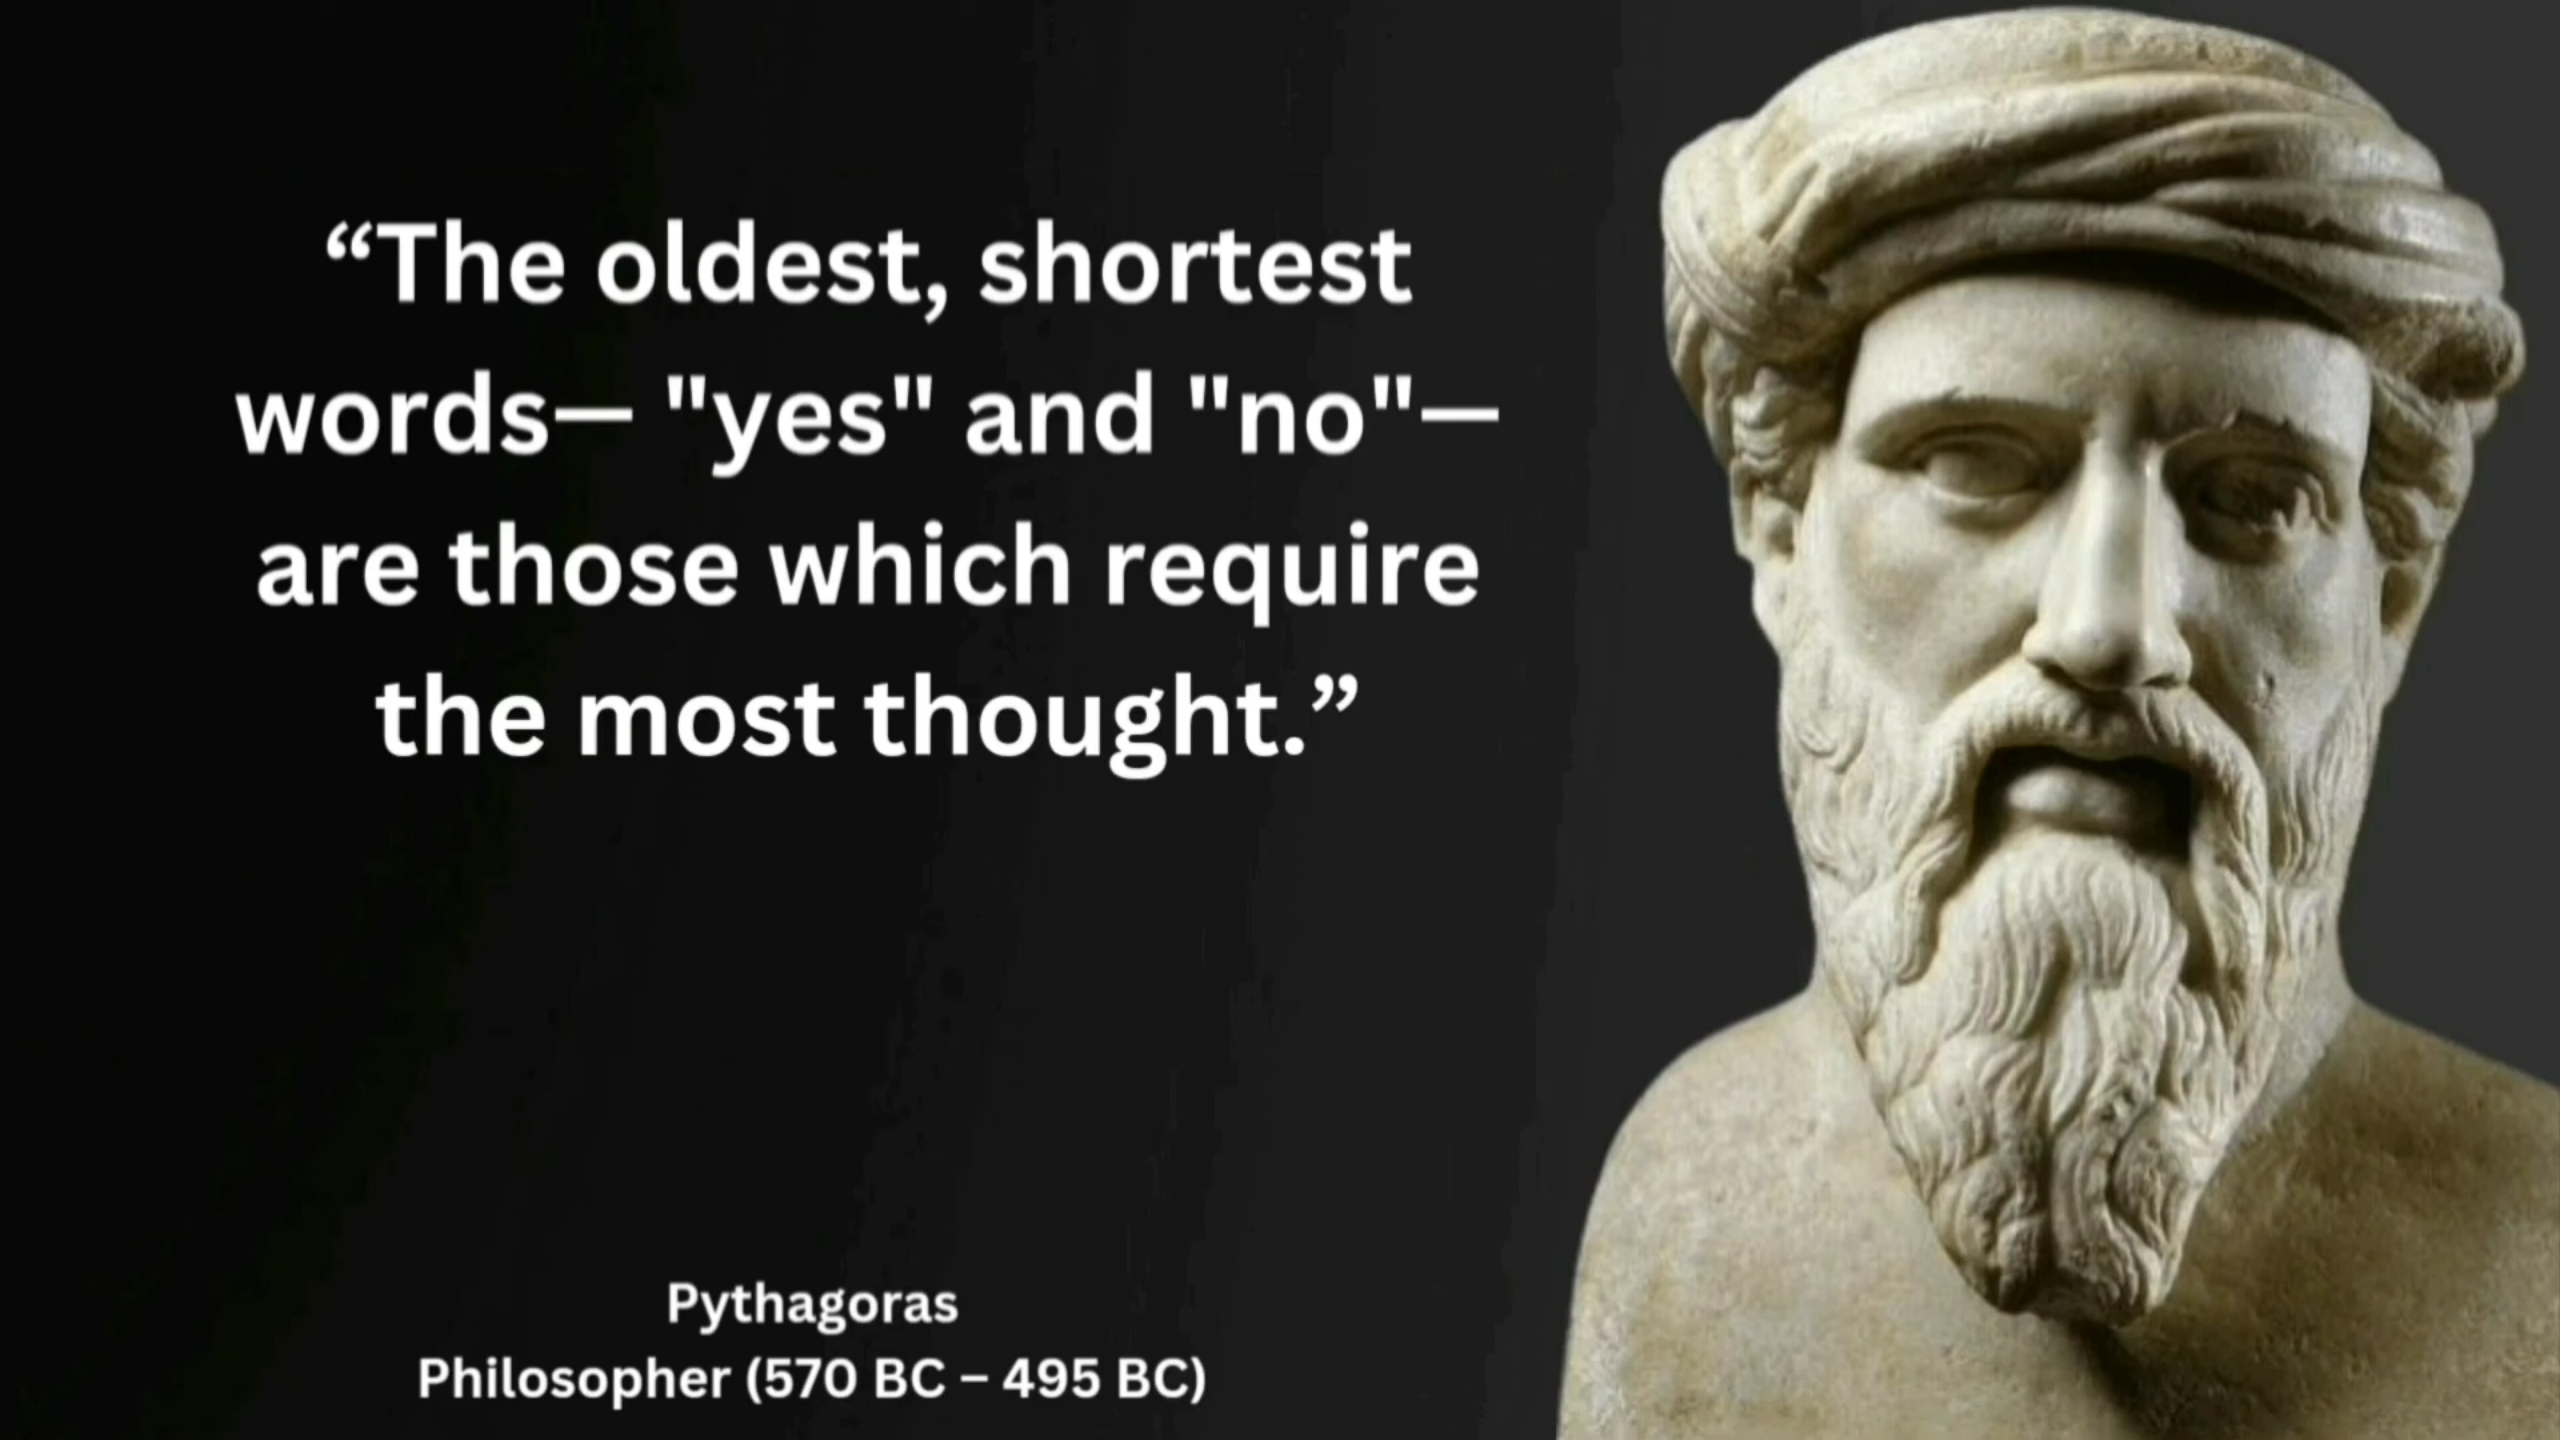 “The oldest, shortest
words— "yes" and "no"—
are those which require
the most thought.”
Pythagoras
Philosopher (570 BC – 495 BC)